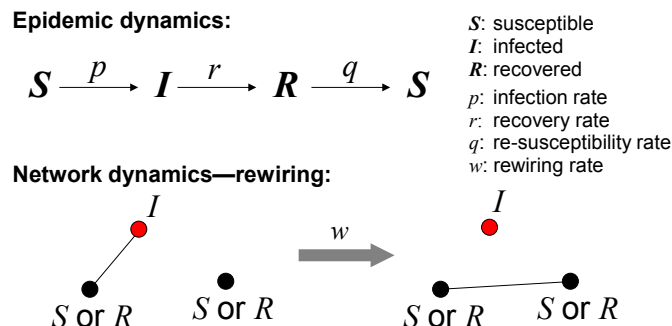 Epidemic dynamics:
S p I r R q S
S: susceptible
I: infected
R: recovered
p: infection rate
r: recovery rate
q: re-susceptibility rate
w: rewiring rate
Network dynamics—rewiring:
I
S or R
S or R
w
I
S or R
S or R